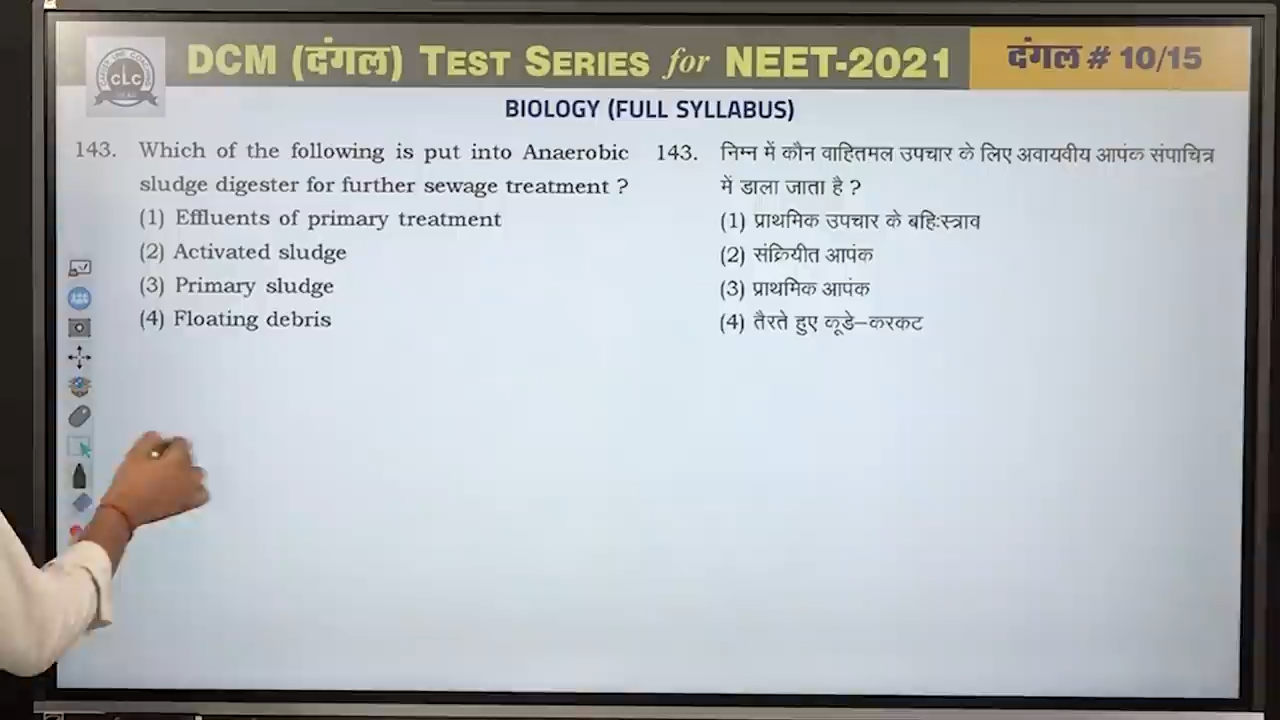 DCM (दंगल) TEST SERIES for NEET-2021
दंगल # 10/15
CLC
BIOLOGY (FULL SYLLABUS)
143. Which of the following is put into Anaerobic
sludge digester for further sewage treatment ?
(1) Effluents of primary treatment
(2) Activated sludge
(3) Primary sludge
(4) Floating debris
143. निम्न में कौन वाहितमल उपचार के लिए अवायवीय आपंक संपाचित्र
में डाला जाता है ?
(1) प्राथमिक उपचार के बहिःस्त्राव
(2) संक्रियीत आपंक
(3) प्राथमिक आपंक
(4) तैरते हुए कूडे–करकट